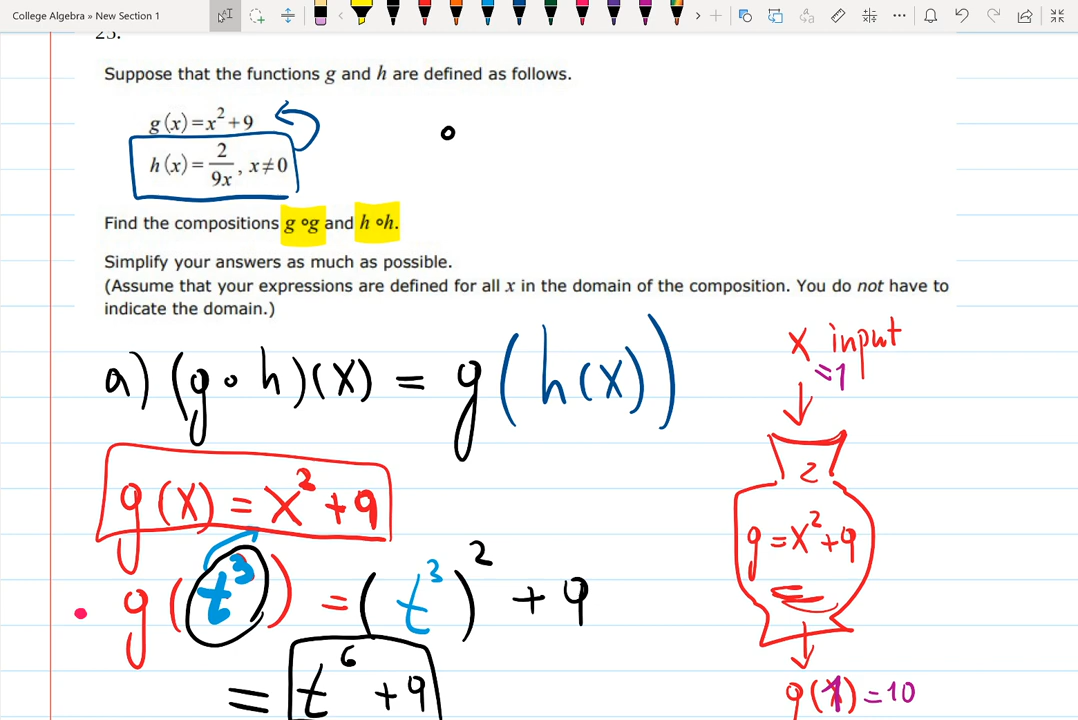 College Algebra » New Section 1
25.
Suppose that the functions g and h are defined as follows.
g(x)=x²+9
h(x)=2/9x, x≠0
Find the compositions g∘g and h∘h.
Simplify your answers as much as possible.
(Assume that your expressions are defined for all x in the domain of the composition. You do not have to
indicate the domain.)
a) (g∘h)(x) = g(h(x))
g(x) = x²+9
g(t³) = (t³)² + 9
= t⁶ + 9
x input
=1
2
g=x²+9
g(1)=10